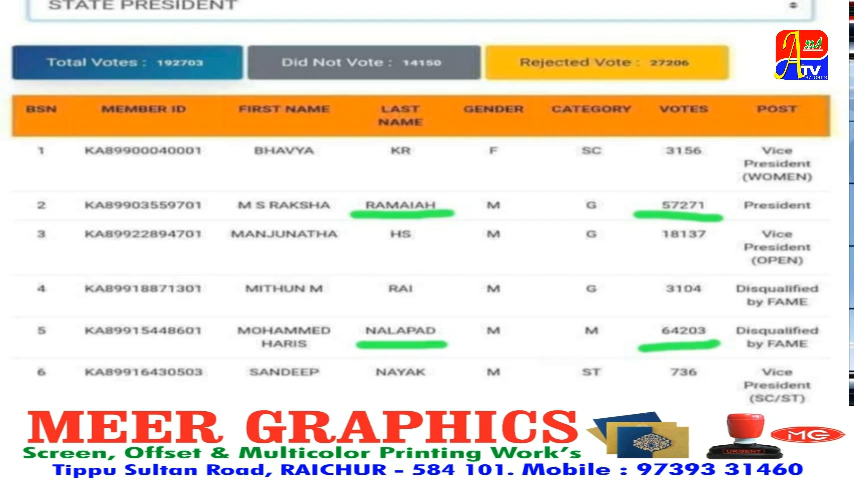 STATE PRESIDENT
Total Votes : 192703 Did Not Vote : 14150 Rejected Vote : 27206
A ind
TV
BSN MEMBER ID FIRST NAME LAST NAME GENDER CATEGORY VOTES POST
1 KA89900040001 BHAVYA KR F SC 3156 Vice President (WOMEN)
2 KA89903559701 M S RAKSHA RAMAIAH M G 57271 President
3 KA89922894701 MANJUNATHA HS M G 18137 Vice President (OPEN)
4 KA89918871301 MITHUN M RAI M G 3104 Disqualified by FAME
5 KA89915448601 MOHAMMED HARIS NALAPAD M M 64203 Disqualified by FAME
6 KA89916430503 SANDEEP NAYAK M ST 736 Vice President (SC/ST)
MEER GRAPHICS
Screen, Offset & Multicolor Printing Work's
Tippu Sultan Road, RAICHUR - 584 101. Mobile : 97393 31460
URGENT
MG